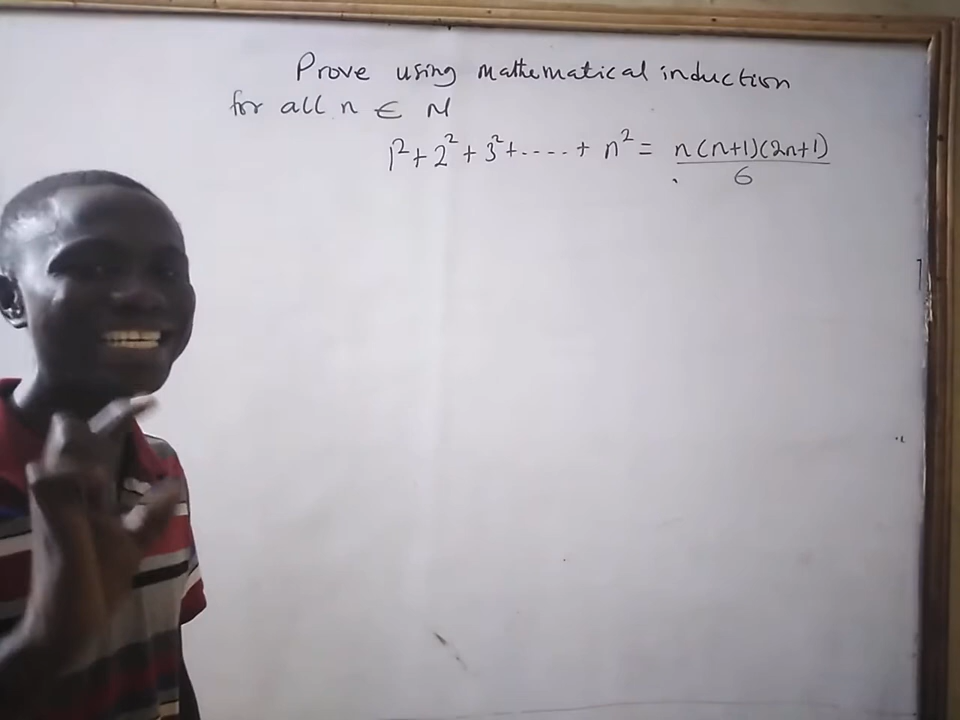 Prove using mathematical induction
for all n ∈ N
1² + 2² + 3² + ---- + n² = n(n+1)(2n+1)
6